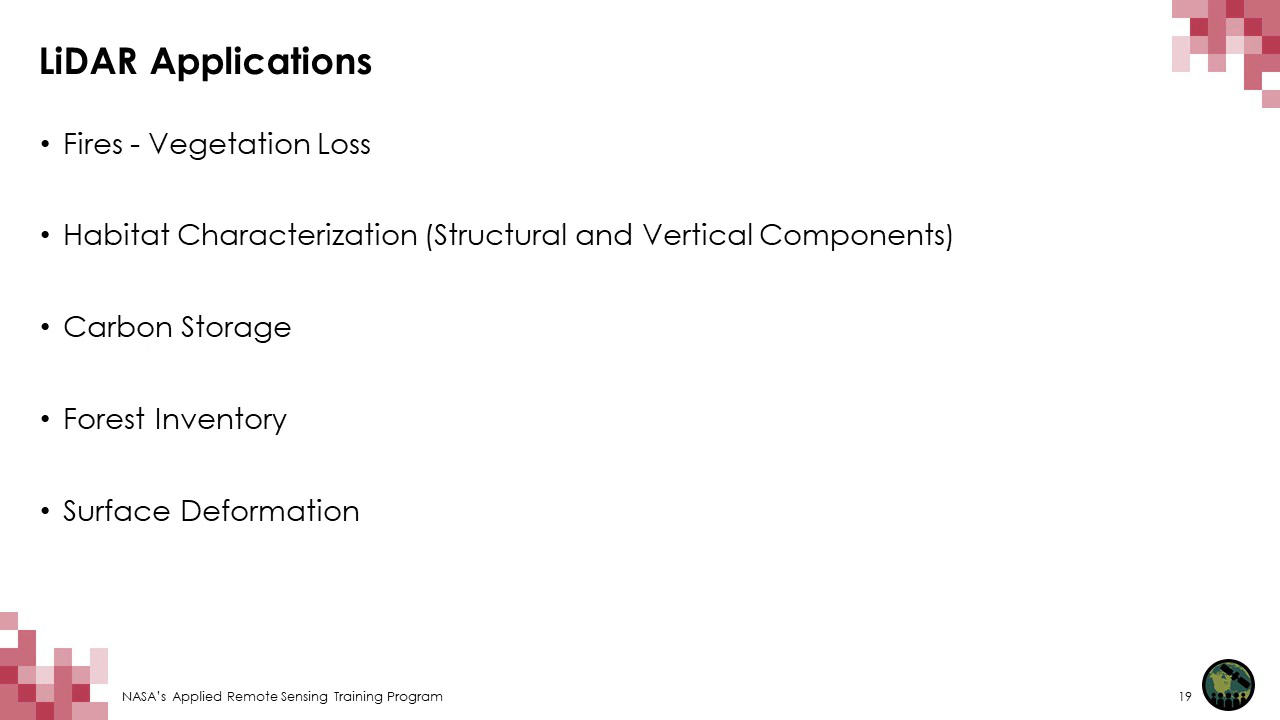 LiDAR Applications
• Fires - Vegetation Loss
• Habitat Characterization (Structural and Vertical Components)
• Carbon Storage
• Forest Inventory
• Surface Deformation
NASA's Applied Remote Sensing Training Program
19